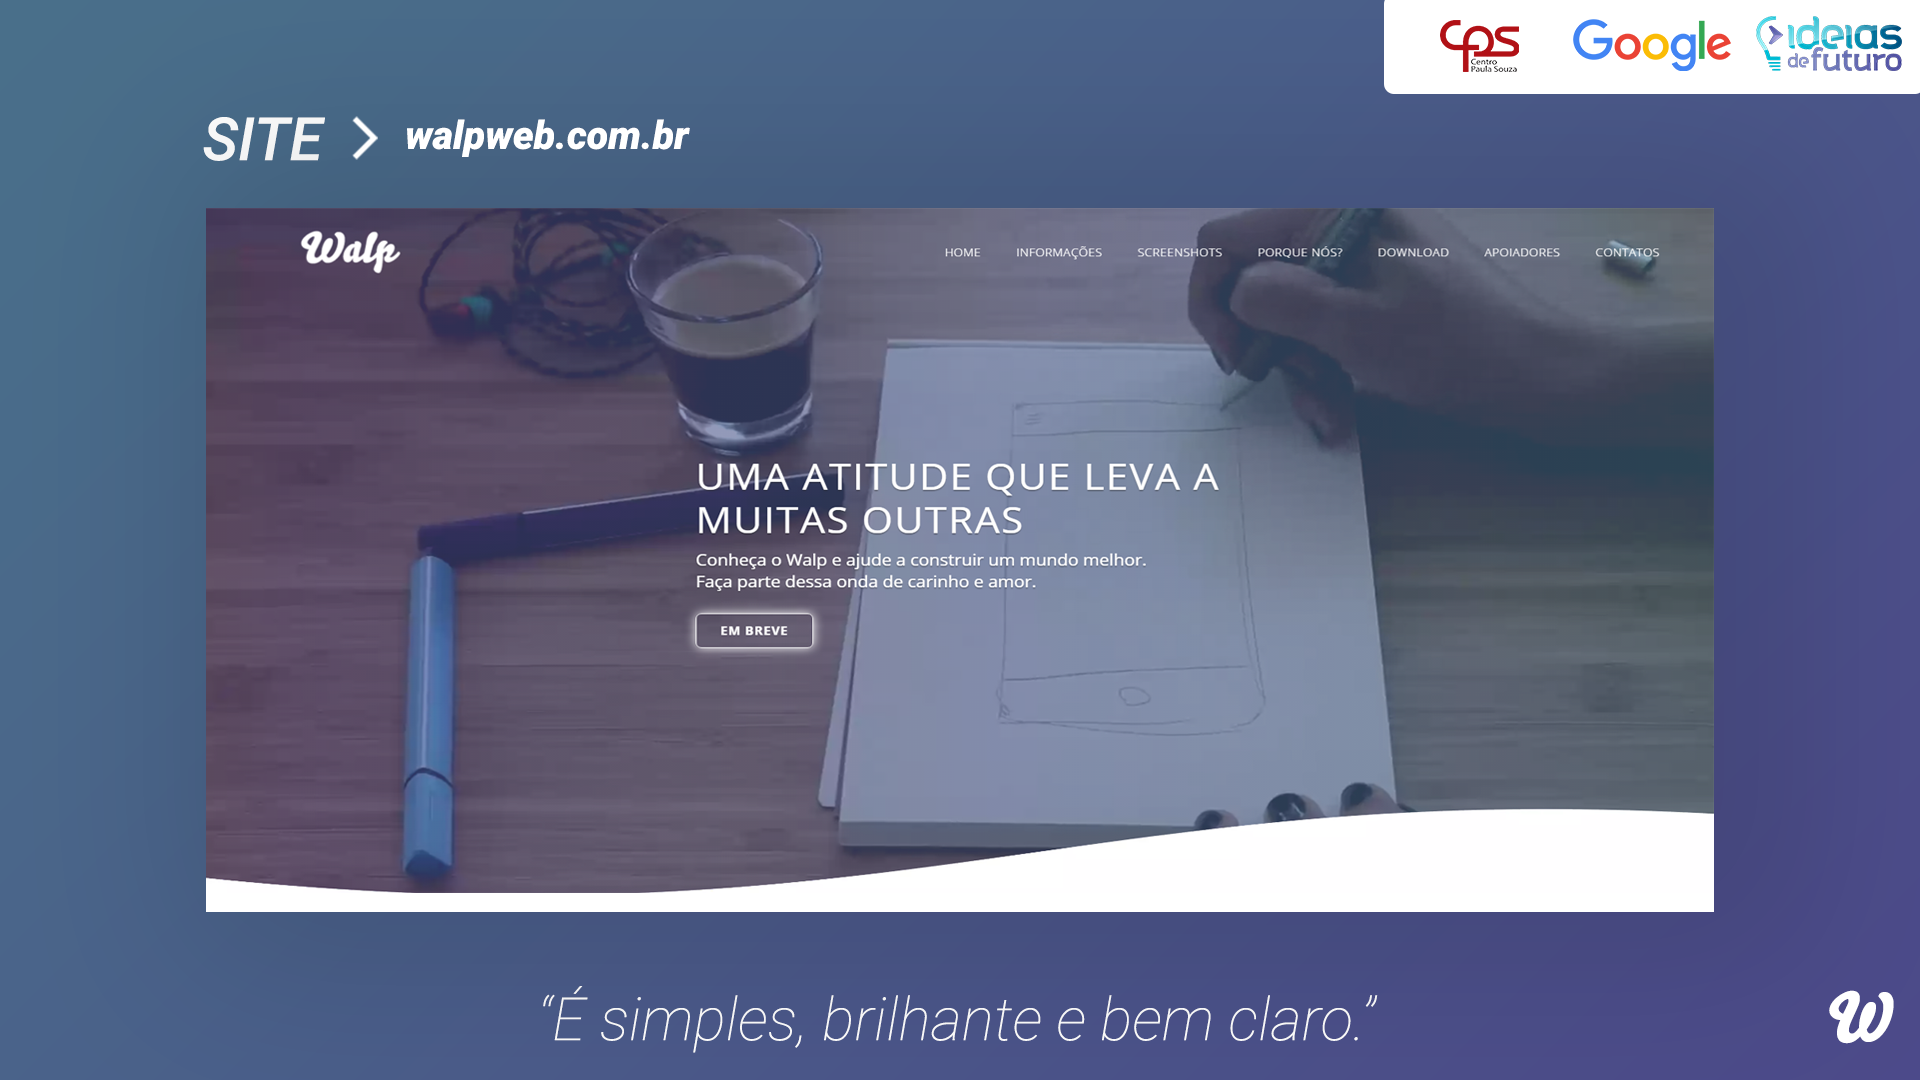 CPS
Centro
Paula Souza
Google
ideias
de futuro
SITE > walpweb.com.br
Walp
HOME INFORMAÇÕES SCREENSHOTS PORQUE NÓS? DOWNLOAD APOIADORES CONTATOS
UMA ATITUDE QUE LEVA A
MUITAS OUTRAS
Conheça o Walp e ajude a construir um mundo melhor.
Faça parte dessa onda de carinho e amor.
EM BREVE
“É simples, brilhante e bem claro.”
W